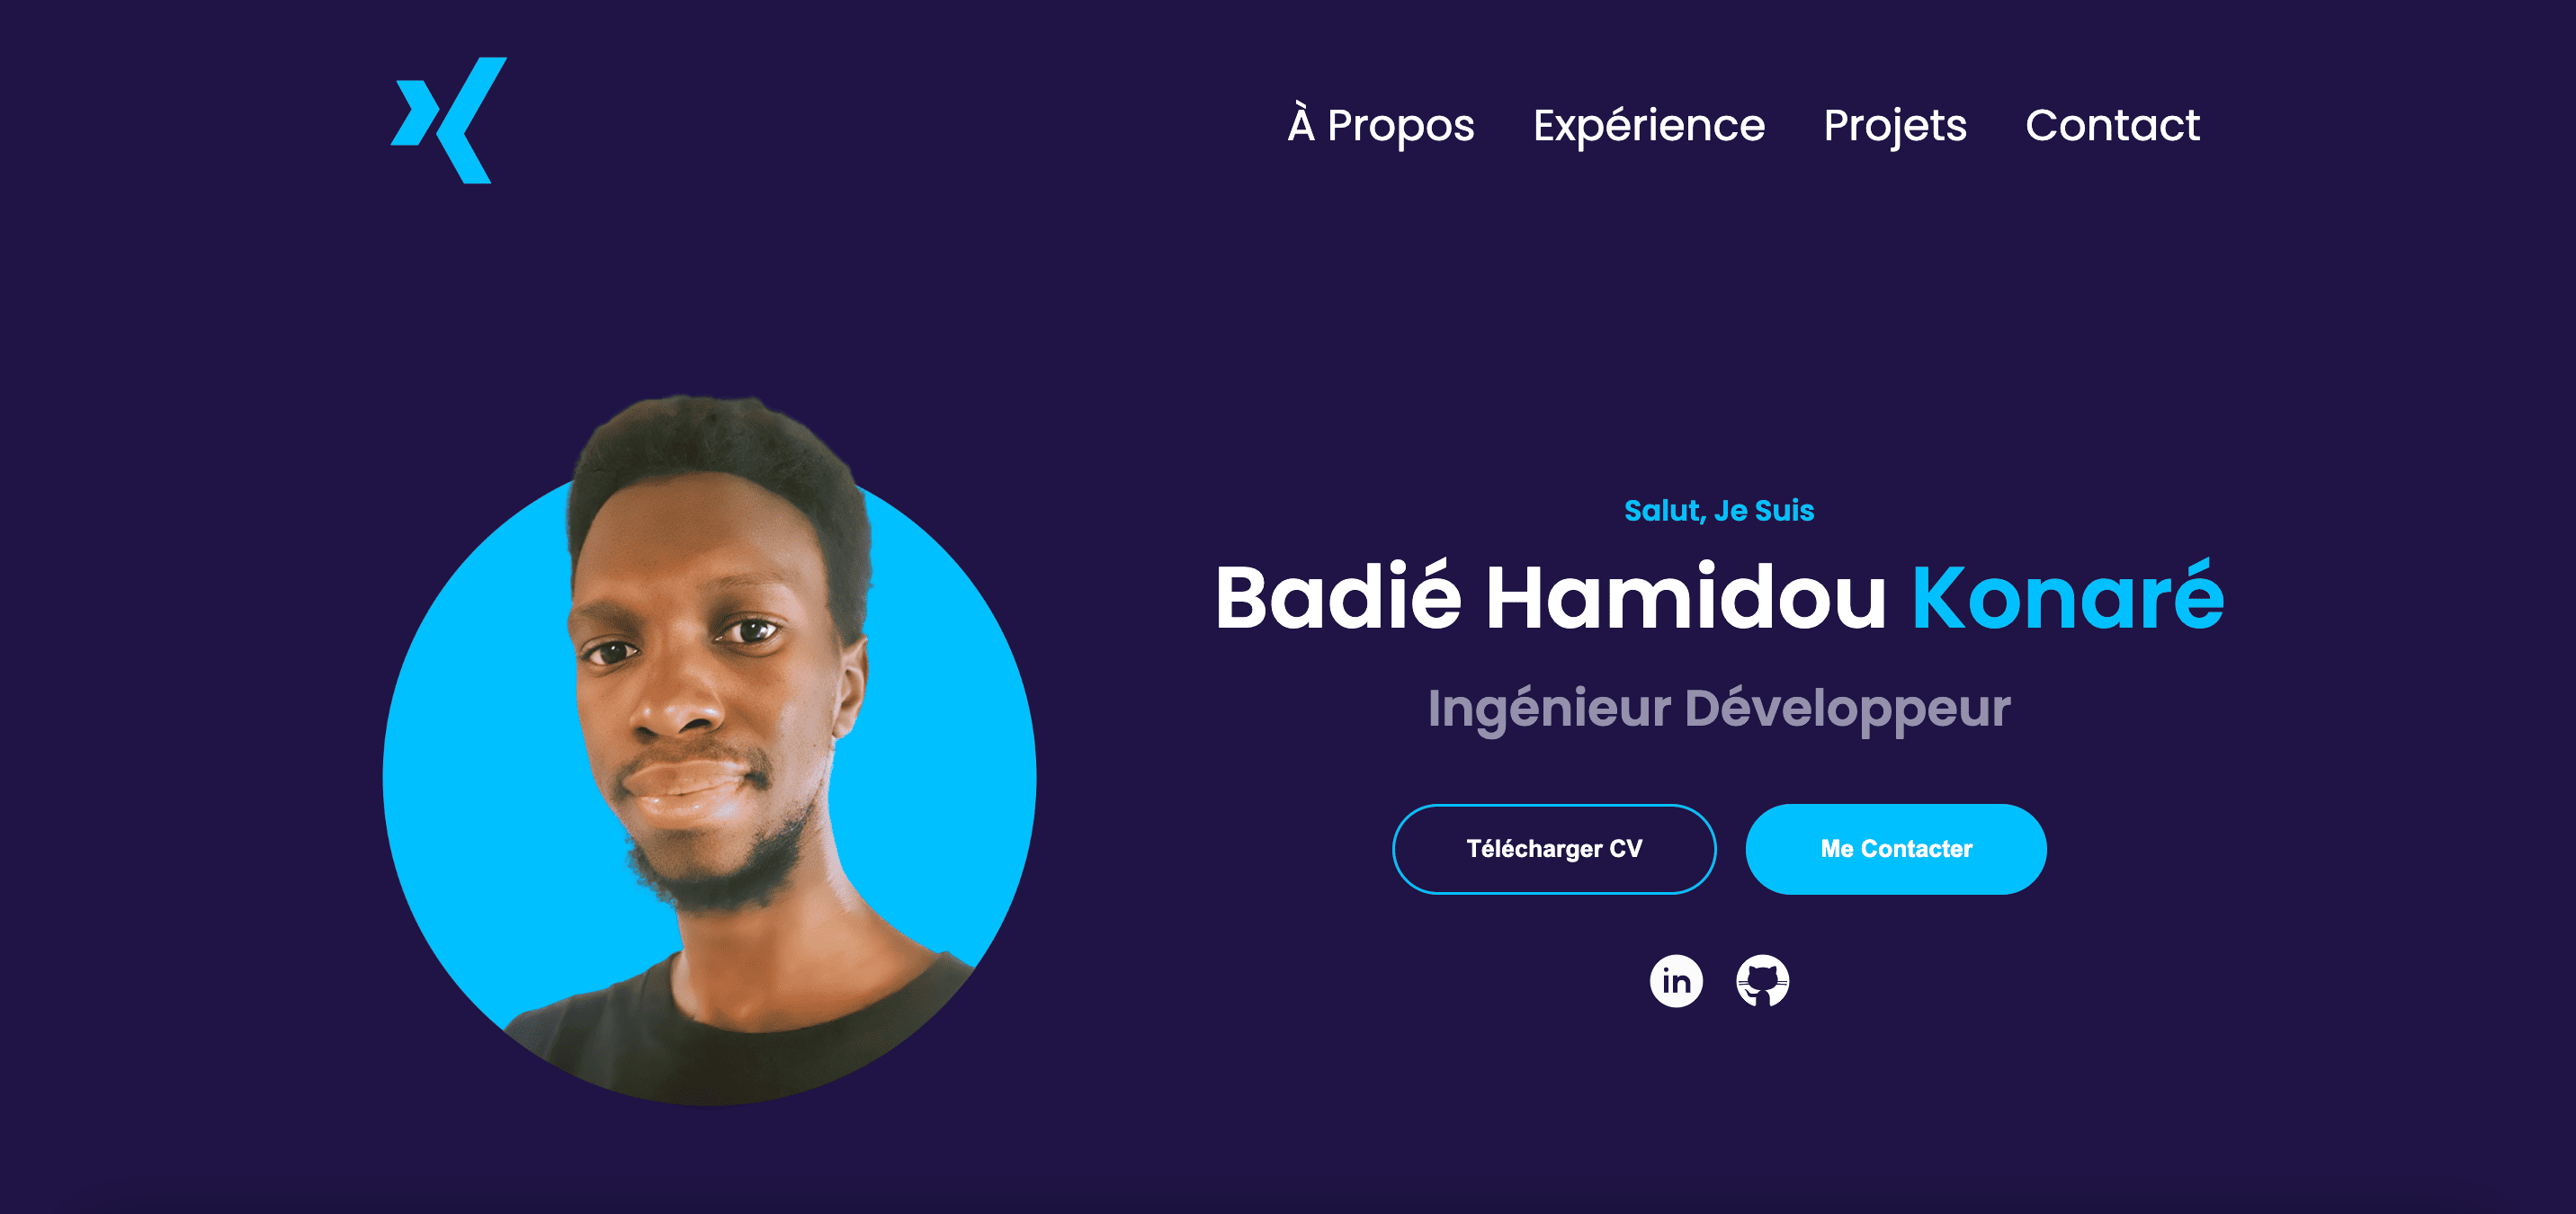 À Propos Expérience Projets Contact
Salut, Je Suis
Badié Hamidou Konaré
Ingénieur Développeur
Télécharger CV Me Contacter
in